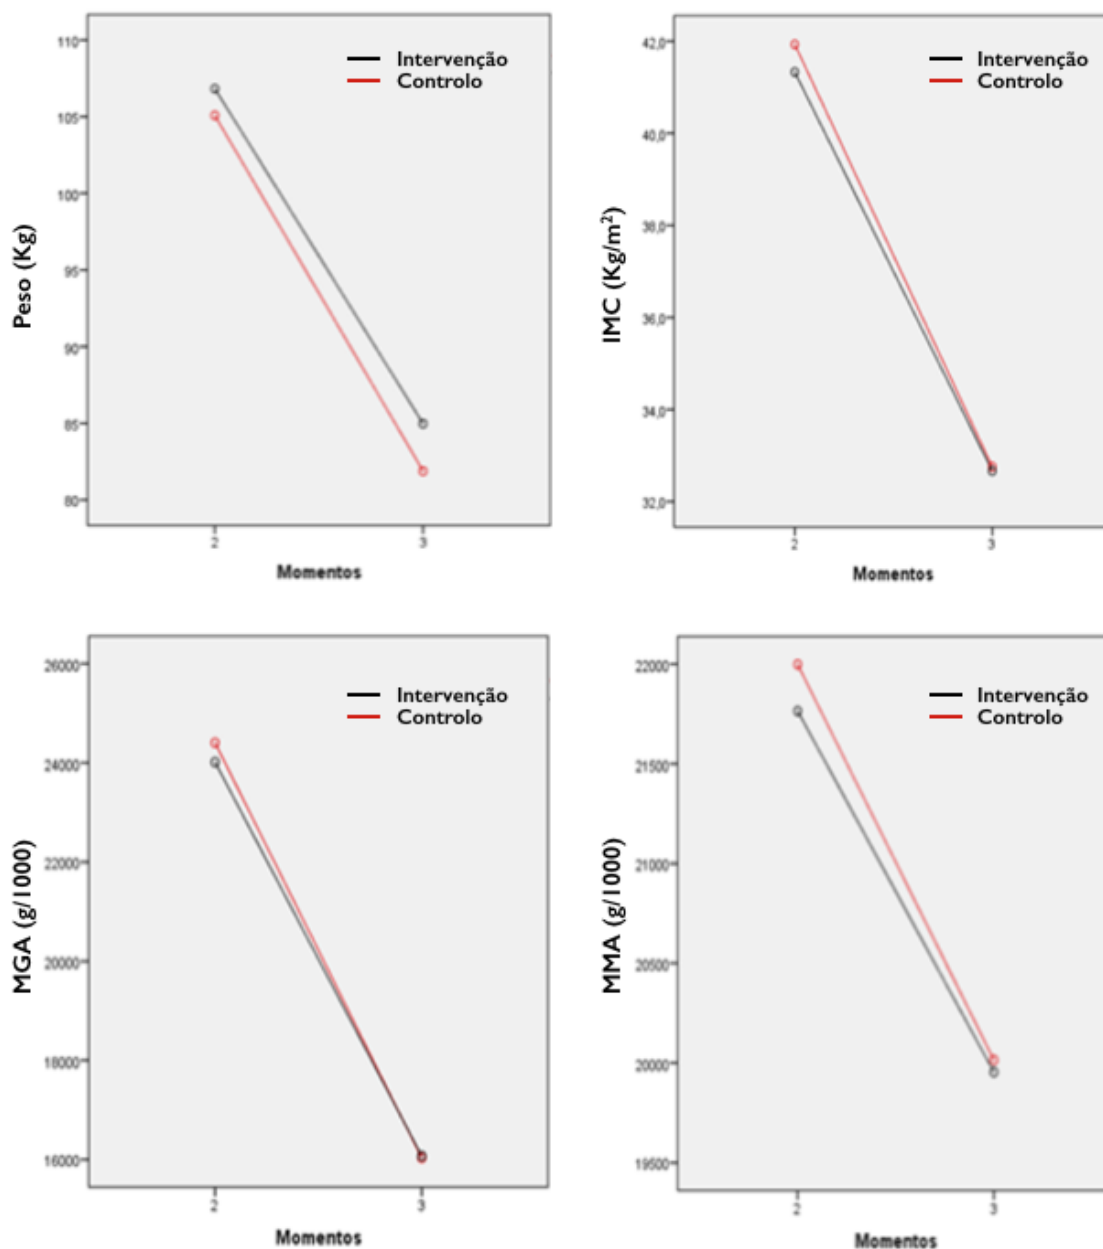 Intervenção
Controlo
110
105
100
95
90
85
80
Peso (Kg)
2
3
Momentos
Intervenção
Controlo
42,0
40,0
38,0
36,0
34,0
32,0
IMC (Kg/m²)
2
3
Momentos
Intervenção
Controlo
26000
24000
22000
20000
18000
16000
MGA (g/1000)
2
3
Momentos
Intervenção
Controlo
22000
21500
21000
20500
20000
19500
MMA (g/1000)
2
3
Momentos